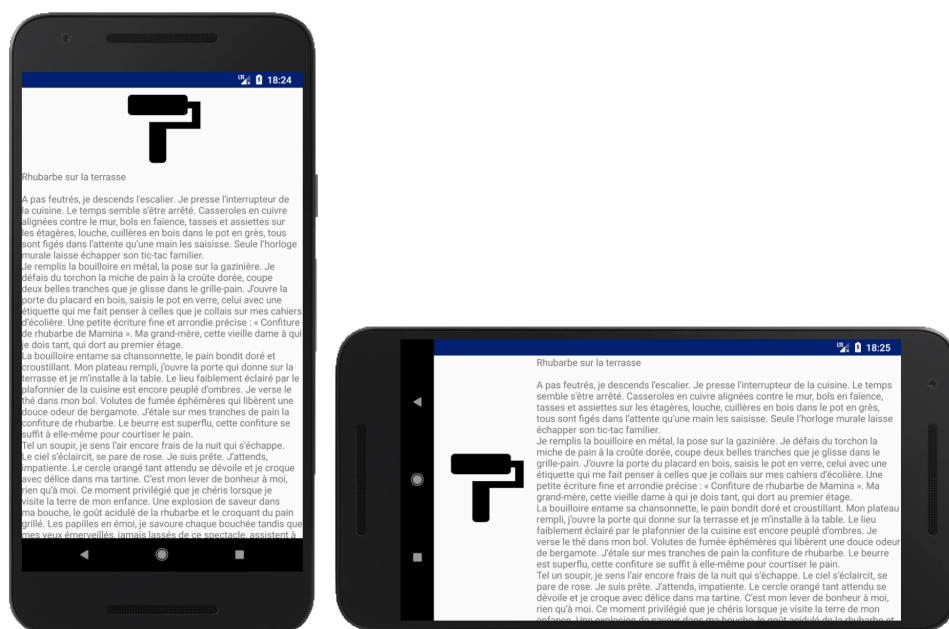 LTE 18:24
Rhubarbe sur la terrasse
A pas feutrés, je descends l'escalier. Je presse l'interrupteur de
la cuisine. Le temps semble s'être arrêté. Casseroles en cuivre
alignées contre le mur, bols en faïence, tasses et assiettes sur
les étagères, louche, cuillères en bois dans le pot en grès, tous
sont figés dans l'attente qu'une main les saisisse. Seule l'horloge
murale laisse échapper son tic-tac familier.
Je remplis la bouilloire en métal, la pose sur la gazinière. Je
défais du torchon la miche de pain à la croûte dorée, coupe
deux belles tranches que je glisse dans le grille-pain. J'ouvre la
porte du placard en bois, saisis le pot en verre, celui avec une
étiquette qui me fait penser à celles que je collais sur mes cahiers
d'écolière. Une petite écriture fine et arrondie précise : « Confiture
de rhubarbe de Mamina ». Ma grand-mère, cette vieille dame à qui
je dois tant, qui dort au premier étage.
La bouilloire entame sa chansonnette, le pain bondit doré et
croustillant. Mon plateau rempli, j'ouvre la porte qui donne sur la
terrasse et je m'installe à la table. Le lieu faiblement éclairé par le
plafonnier de la cuisine est encore peuplé d'ombres. Je verse le
thé dans mon bol. Volutes de fumée éphémères qui libèrent une
douce odeur de bergamote. J'étale sur mes tranches de pain la
confiture de rhubarbe. Le beurre est superflu, cette confiture se
suffit à elle-même pour courtiser le pain.
Tel un soupir, je sens l'air encore frais de la nuit qui s'échappe.
Le ciel s'éclaircit, se pare de rose. Je suis prête. J'attends,
impatiente. Le cercle orangé tant attendu se dévoile et je croque
avec délice dans ma tartine. C'est mon lever de bonheur à moi,
rien qu'à moi. Ce moment privilégié que je chéris lorsque je
visite la terre de mon enfance. Une explosion de saveur dans
ma bouche, le goût acidulé de la rhubarbe et le croquant du pain
grillé. Les papilles en émoi, je savoure chaque bouchée tandis que
mes yeux émerveillés, jamais lassés de ce spectacle, assistent à
LTE 18:25
Rhubarbe sur la terrasse
A pas feutrés, je descends l'escalier. Je presse l'interrupteur de la cuisine. Le temps
semble s'être arrêté. Casseroles en cuivre alignées contre le mur, bols en faïence,
tasses et assiettes sur les étagères, louche, cuillères en bois dans le pot en grès,
tous sont figés dans l'attente qu'une main les saisisse. Seule l'horloge murale laisse
échapper son tic-tac familier.
Je remplis la bouilloire en métal, la pose sur la gazinière. Je défais du torchon la
miche de pain à la croûte dorée, coupe deux belles tranches que je glisse dans le
grille-pain. J'ouvre la porte du placard en bois, saisis le pot en verre, celui avec une
étiquette qui me fait penser à celles que je collais sur mes cahiers d'écolière. Une
petite écriture fine et arrondie précise : « Confiture de rhubarbe de Mamina ». Ma
grand-mère, cette vieille dame à qui je dois tant, qui dort au premier étage.
La bouilloire entame sa chansonnette, le pain bondit doré et croustillant. Mon plateau
rempli, j'ouvre la porte qui donne sur la terrasse et je m'installe à la table. Le lieu
faiblement éclairé par le plafonnier de la cuisine est encore peuplé d'ombres. Je
verse le thé dans mon bol. Volutes de fumée éphémères qui libèrent une douce odeur
de bergamote. J'étale sur mes tranches de pain la confiture de rhubarbe. Le beurre
est superflu, cette confiture se suffit à elle-même pour courtiser le pain.
Tel un soupir, je sens l'air encore frais de la nuit qui s'échappe. Le ciel s'éclaircit, se
pare de rose. Je suis prête. J'attends, impatiente. Le cercle orangé tant attendu se
dévoile et je croque avec délice dans ma tartine. C'est mon lever de bonheur à moi,
rien qu'à moi. Ce moment privilégié que je chéris lorsque je visite la terre de mon
enfance. Une explosion de saveur dans ma bouche, le goût acidulé de la rhubarbe et